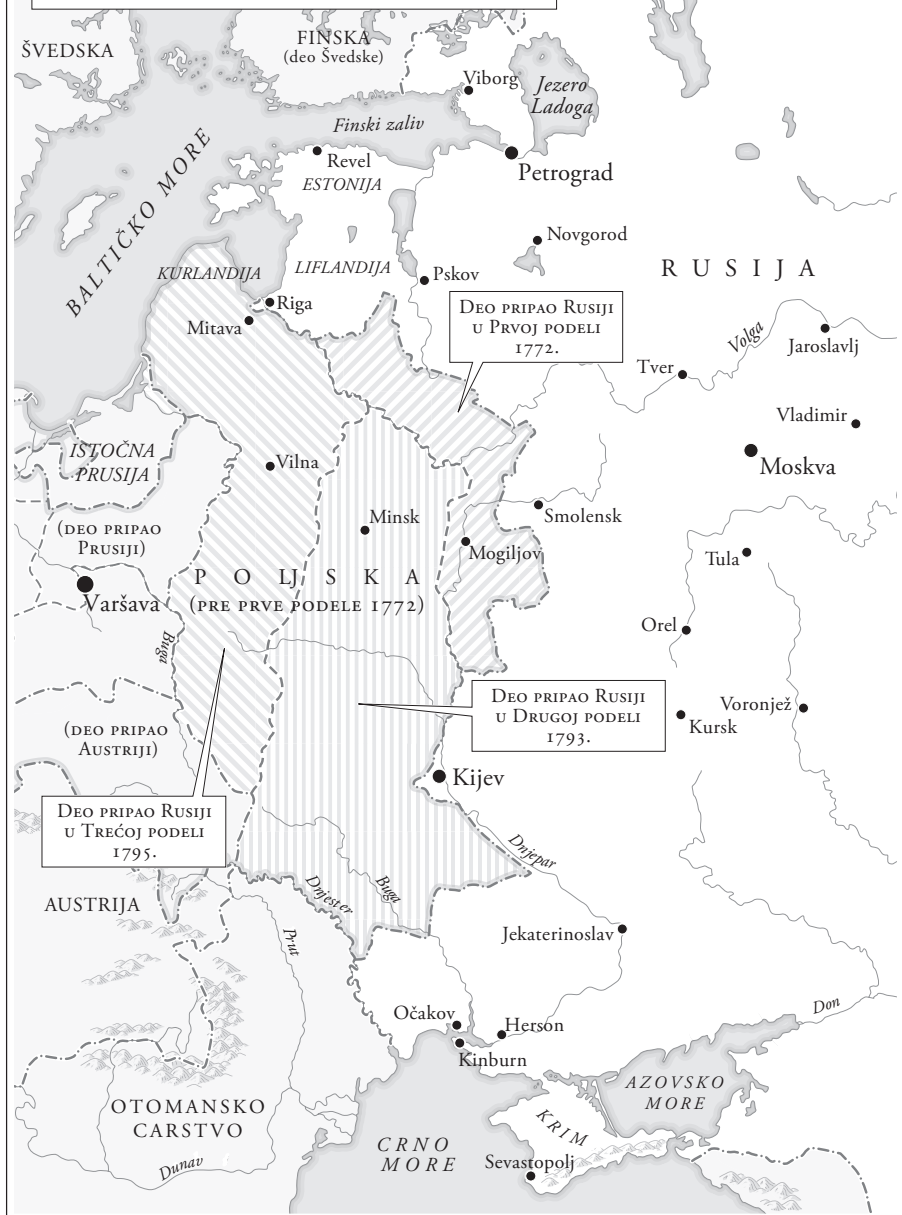 ŠVEDSKA
FINSKA
(deo Švedske)
Viborg
Jezero
Ladoga
Finski zaliv
Revel
ESTONIJA
Petrograd
BALTIČKO MORE
Novgorod
KURLANDIJA
LIFLANDIJA
Pskov
RUSIJA
Riga
Mitava
Deo pripao Rusiji
u Prvoj podeli
1772.
Volga
Jaroslavlj
Tver
Vladimir
ISTOČNA
PRUSIJA
Vilna
Moskva
(deo pripao
Prusiji)
Minsk
Smolensk
Mogiljov
Tula
POLJSKA
(pre prve podele 1772)
Varšava
Buga
Orel
Deo pripao Rusiji
u Drugoj podeli
1793.
Voronjež
Kursk
(deo pripao
Austriji)
Kijev
Deo pripao Rusiji
u Trećoj podeli
1795.
Dnjepar
Buga
Dnjester
AUSTRIJA
Prut
Jekaterinoslav
Don
Očakov
Herson
Kinburn
AZOVSKO
MORE
OTOMANSKO
CARSTVO
KRIM
CRNO
MORE
Dunav
Sevastopolj